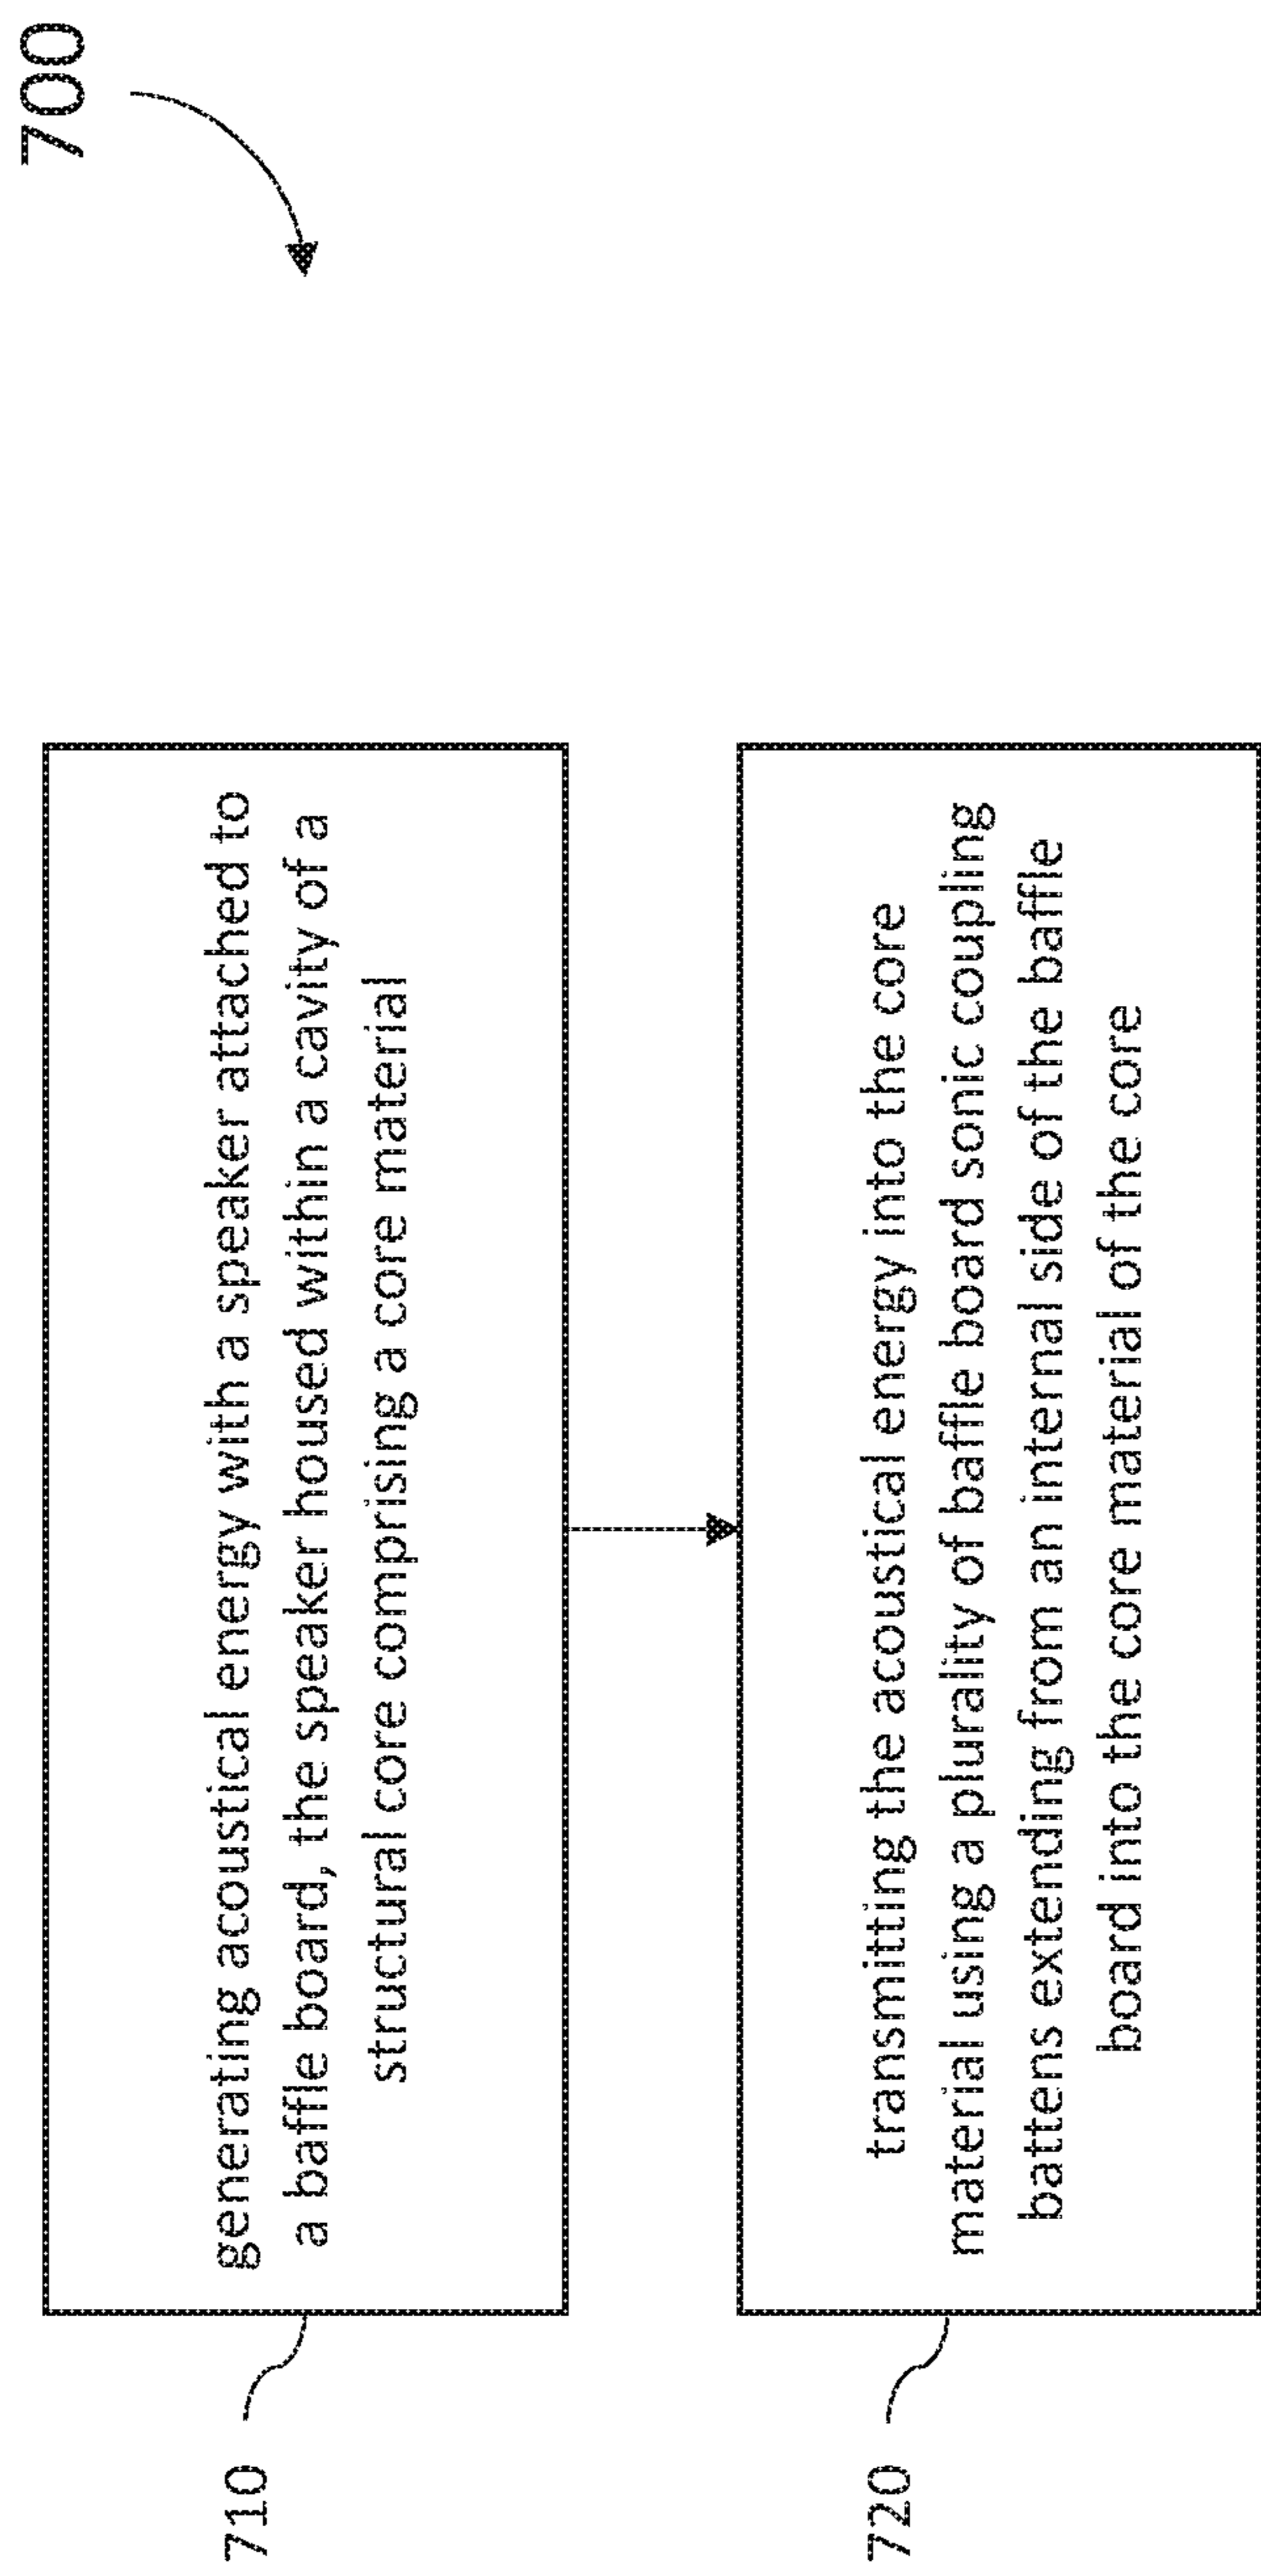 700
710
generating acoustical energy with a speaker attached to
a baffle board, the speaker housed within a cavity of a
structural core comprising a core material
720
transmitting the acoustical energy into the core
material using a plurality of baffle board sonic coupling
battens extending from an internal side of the baffle
board into the core material of the core